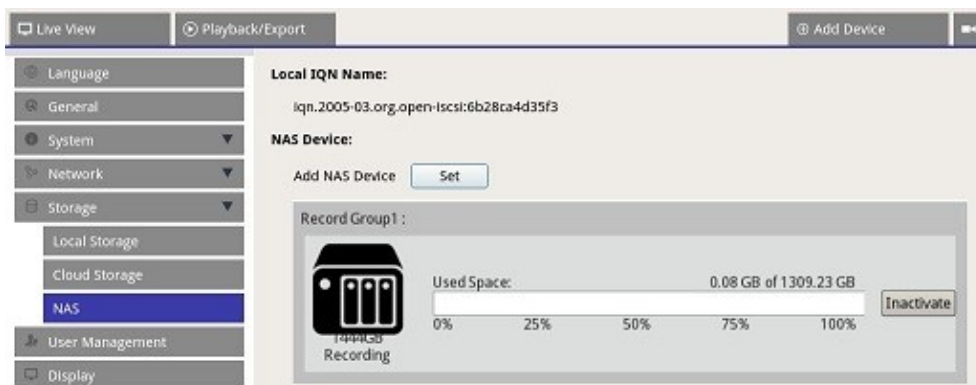 Live View
Playback/Export
Add Device
Language
General
System
Network
Storage
Local Storage
Cloud Storage
NAS
User Management
Display
Local IQN Name:
iqn.2005-03.org.open-iscsi:6b28ca4d35f3
NAS Device:
Add NAS Device Set
Record Group1 :
1444GB
Recording
Used Space: 0.08 GB of 1309.23 GB
0% 25% 50% 75% 100%
Inactivate